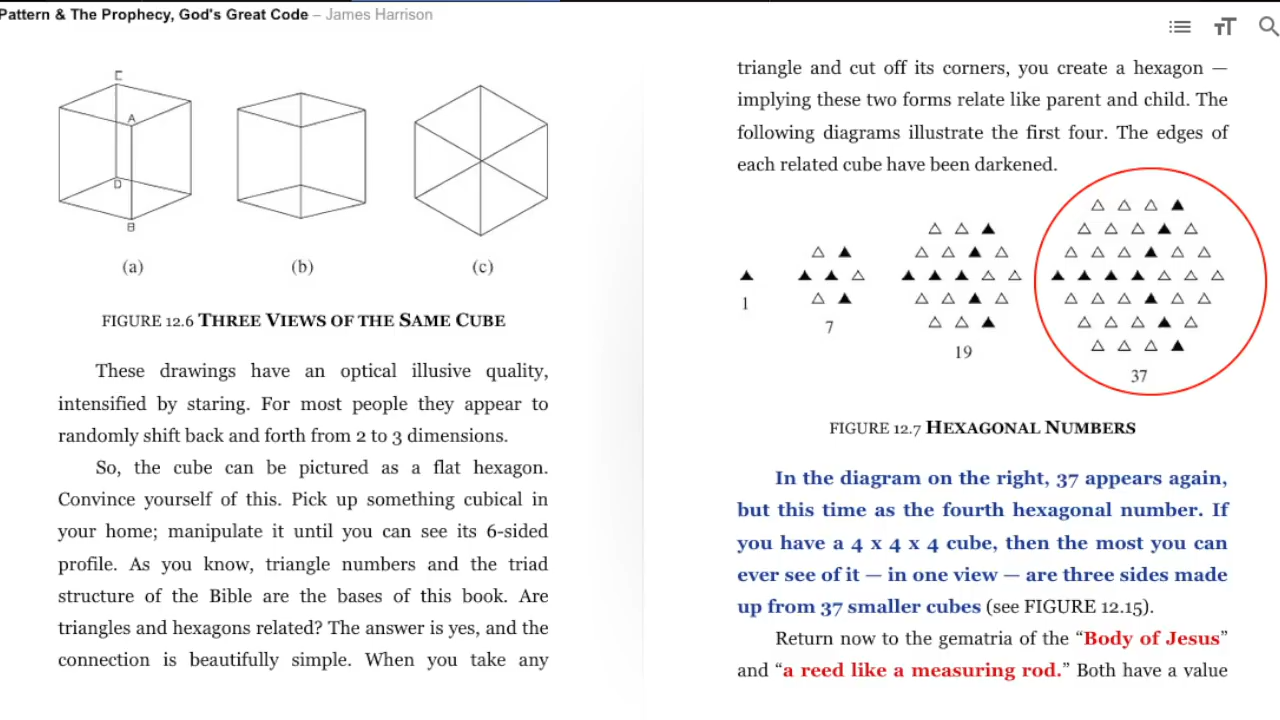 Pattern & The Prophecy, God's Great Code – James Harrison
A
B
D
(a) (b) (c)
FIGURE 12.6 THREE VIEWS OF THE SAME CUBE
These drawings have an optical illusive quality,
intensified by staring. For most people they appear to
randomly shift back and forth from 2 to 3 dimensions.
So, the cube can be pictured as a flat hexagon.
Convince yourself of this. Pick up something cubical in
your home; manipulate it until you can see its 6-sided
profile. As you know, triangle numbers and the triad
structure of the Bible are the bases of this book. Are
triangles and hexagons related? The answer is yes, and the
connection is beautifully simple. When you take any
triangle and cut off its corners, you create a hexagon —
implying these two forms relate like parent and child. The
following diagrams illustrate the first four. The edges of
each related cube have been darkened.
1
7
19
37
FIGURE 12.7 HEXAGONAL NUMBERS
In the diagram on the right, 37 appears again,
but this time as the fourth hexagonal number. If
you have a 4 x 4 x 4 cube, then the most you can
ever see of it — in one view — are three sides made
up from 37 smaller cubes (see FIGURE 12.15).
Return now to the gematria of the “Body of Jesus”
and “a reed like a measuring rod.” Both have a value